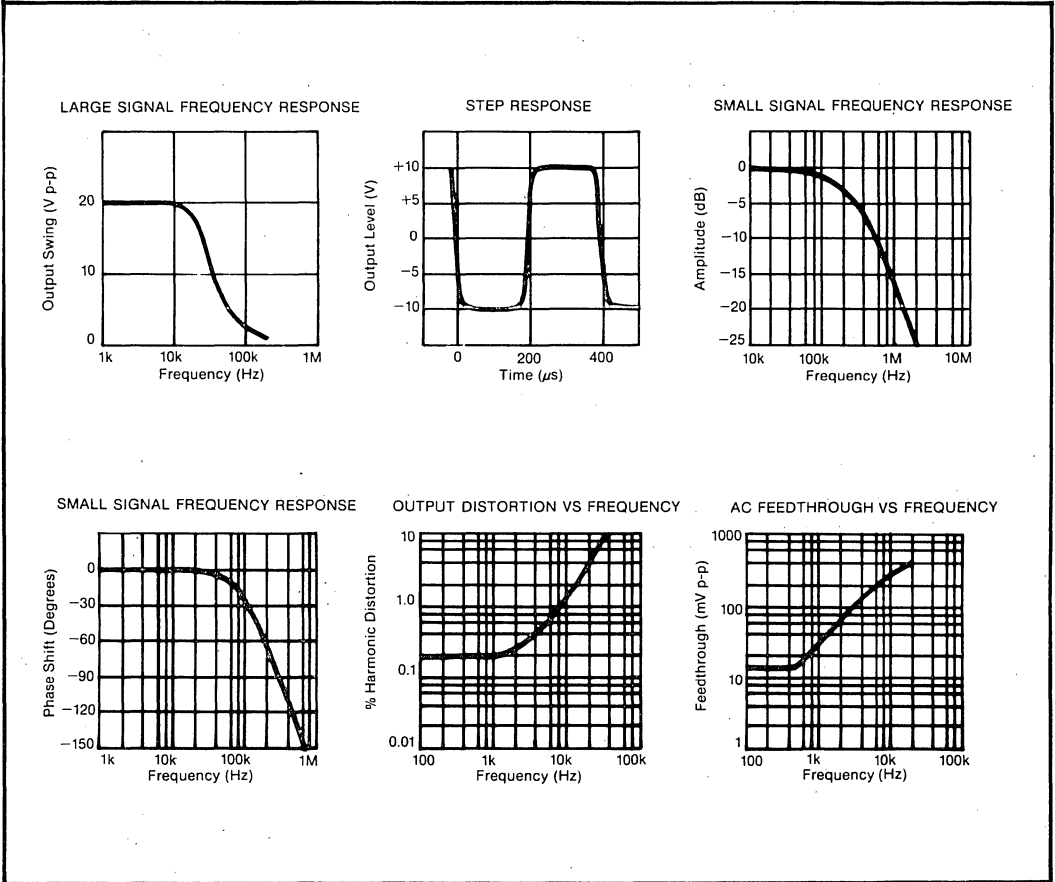 LARGE SIGNAL FREQUENCY RESPONSE
Output Swing (V p-p)
20
10
0
1k 10k 100k 1M
Frequency (Hz)
STEP RESPONSE
Output Level (V)
+10
+5
0
−5
−10
0 200 400
Time (μs)
SMALL SIGNAL FREQUENCY RESPONSE
Amplitude (dB)
0
−5
−10
−15
−20
−25
10k 100k 1M 10M
Frequency (Hz)
SMALL SIGNAL FREQUENCY RESPONSE
Phase Shift (Degrees)
0
−30
−60
−90
−120
−150
1k 10k 100k 1M
Frequency (Hz)
OUTPUT DISTORTION VS FREQUENCY
% Harmonic Distortion
10
1.0
0.1
0.01
100 1k 10k 100k
Frequency (Hz)
AC FEEDTHROUGH VS FREQUENCY
Feedthrough (mV p-p)
1000
100
10
1
100 1k 10k 100k
Frequency (Hz)